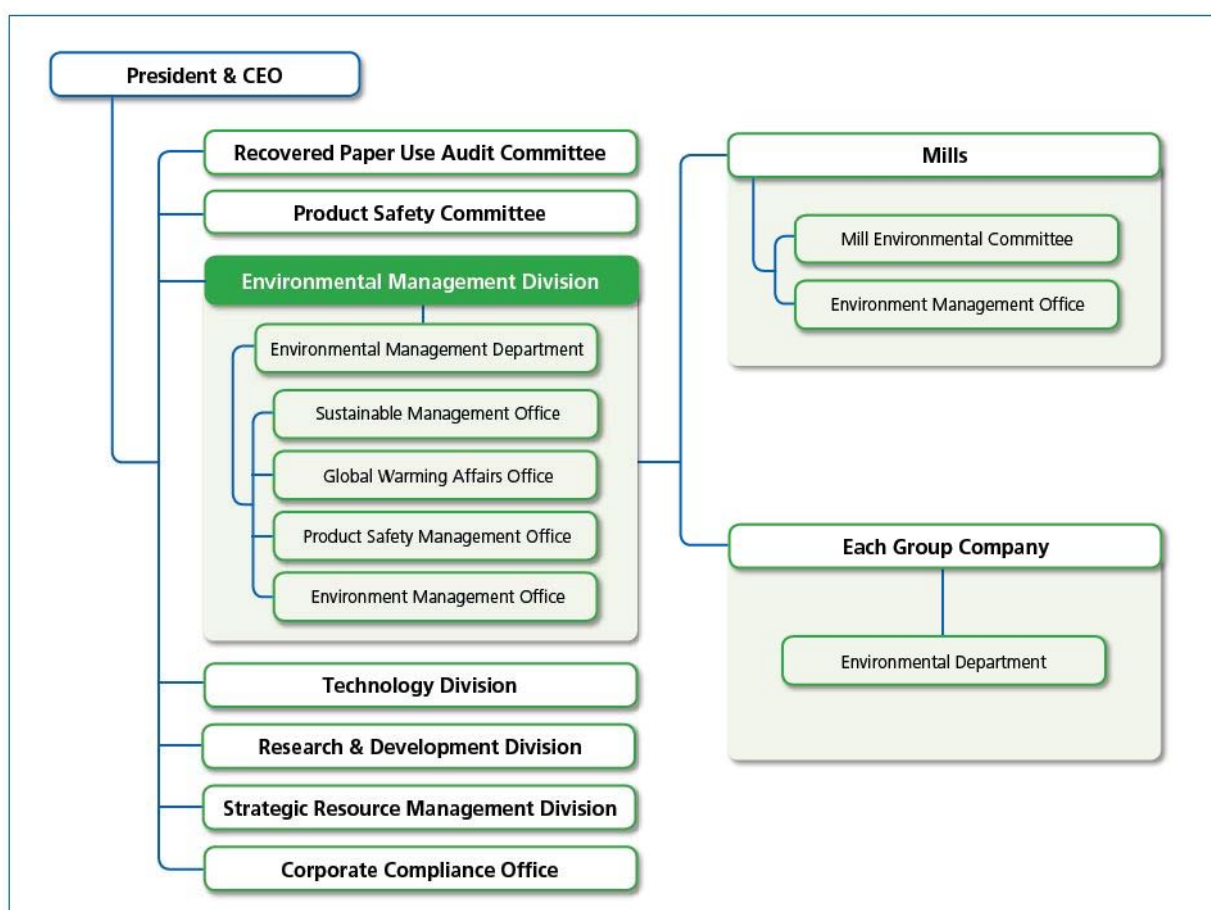 President & CEO
Recovered Paper Use Audit Committee
Product Safety Committee
Environmental Management Division
Environmental Management Department
Sustainable Management Office
Global Warming Affairs Office
Product Safety Management Office
Environment Management Office
Technology Division
Research & Development Division
Strategic Resource Management Division
Corporate Compliance Office
Mills
Mill Environmental Committee
Environment Management Office
Each Group Company
Environmental Department